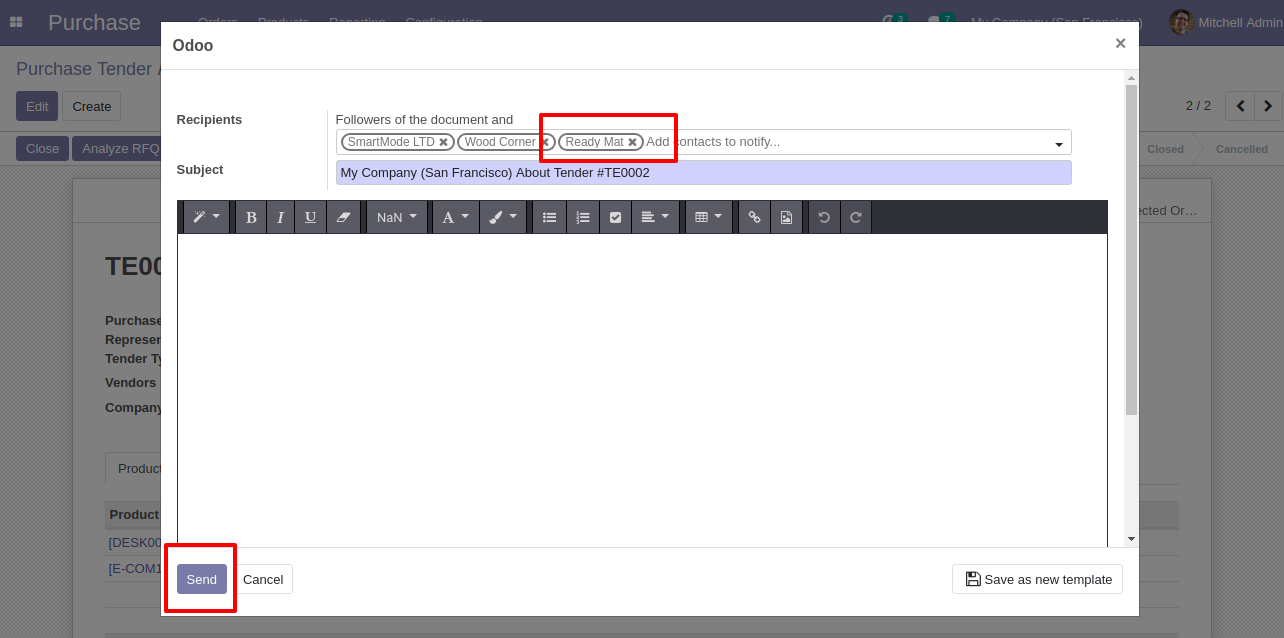 Purchase Orders Products Reporting Configuration 3 7 My Company (San Francisco) Mitchell Admin
Odoo ×
Purchase Tender
Edit Create 2 / 2
Close Analyze RFQ Closed Cancelled
Recipients
Followers of the document and
SmartMode LTD Wood Corner Ready Mat Add contacts to notify...
Subject
My Company (San Francisco) About Tender #TE0002
B I U NaN A
ected Or...
TE00
Purchase
Represen
Tender Ty
Vendors
Company
Product
Product
[DESK00
[E-COM1
Send Cancel Save as new template